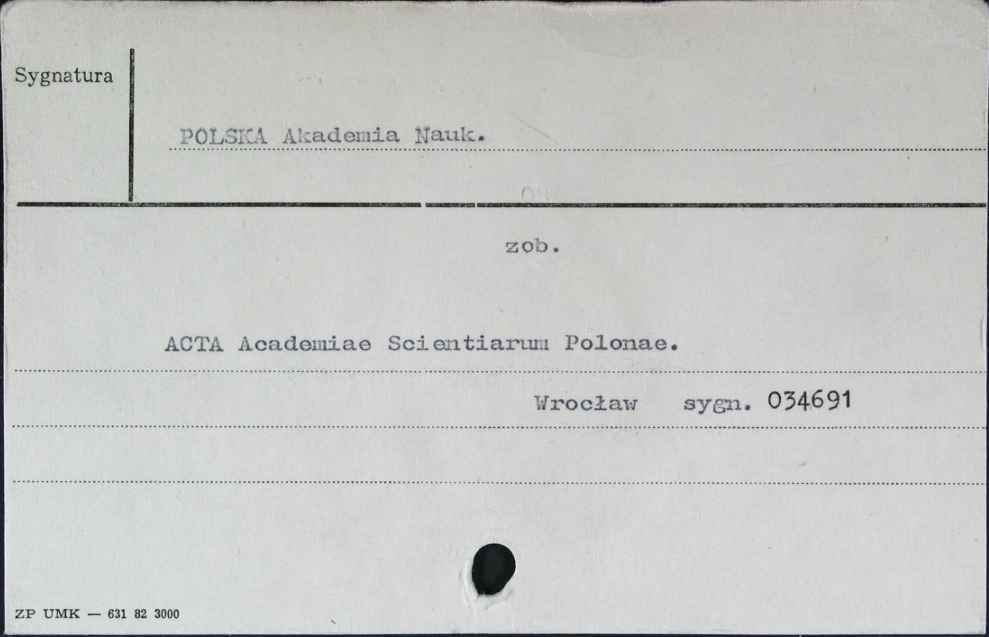 Sygnatura
POLSKA Akademia Nauk.
zob.
ACTA Academiae Scientiarum Polonae.
Wrocław sygn. 034691
ZP UMK — 631 82 3000